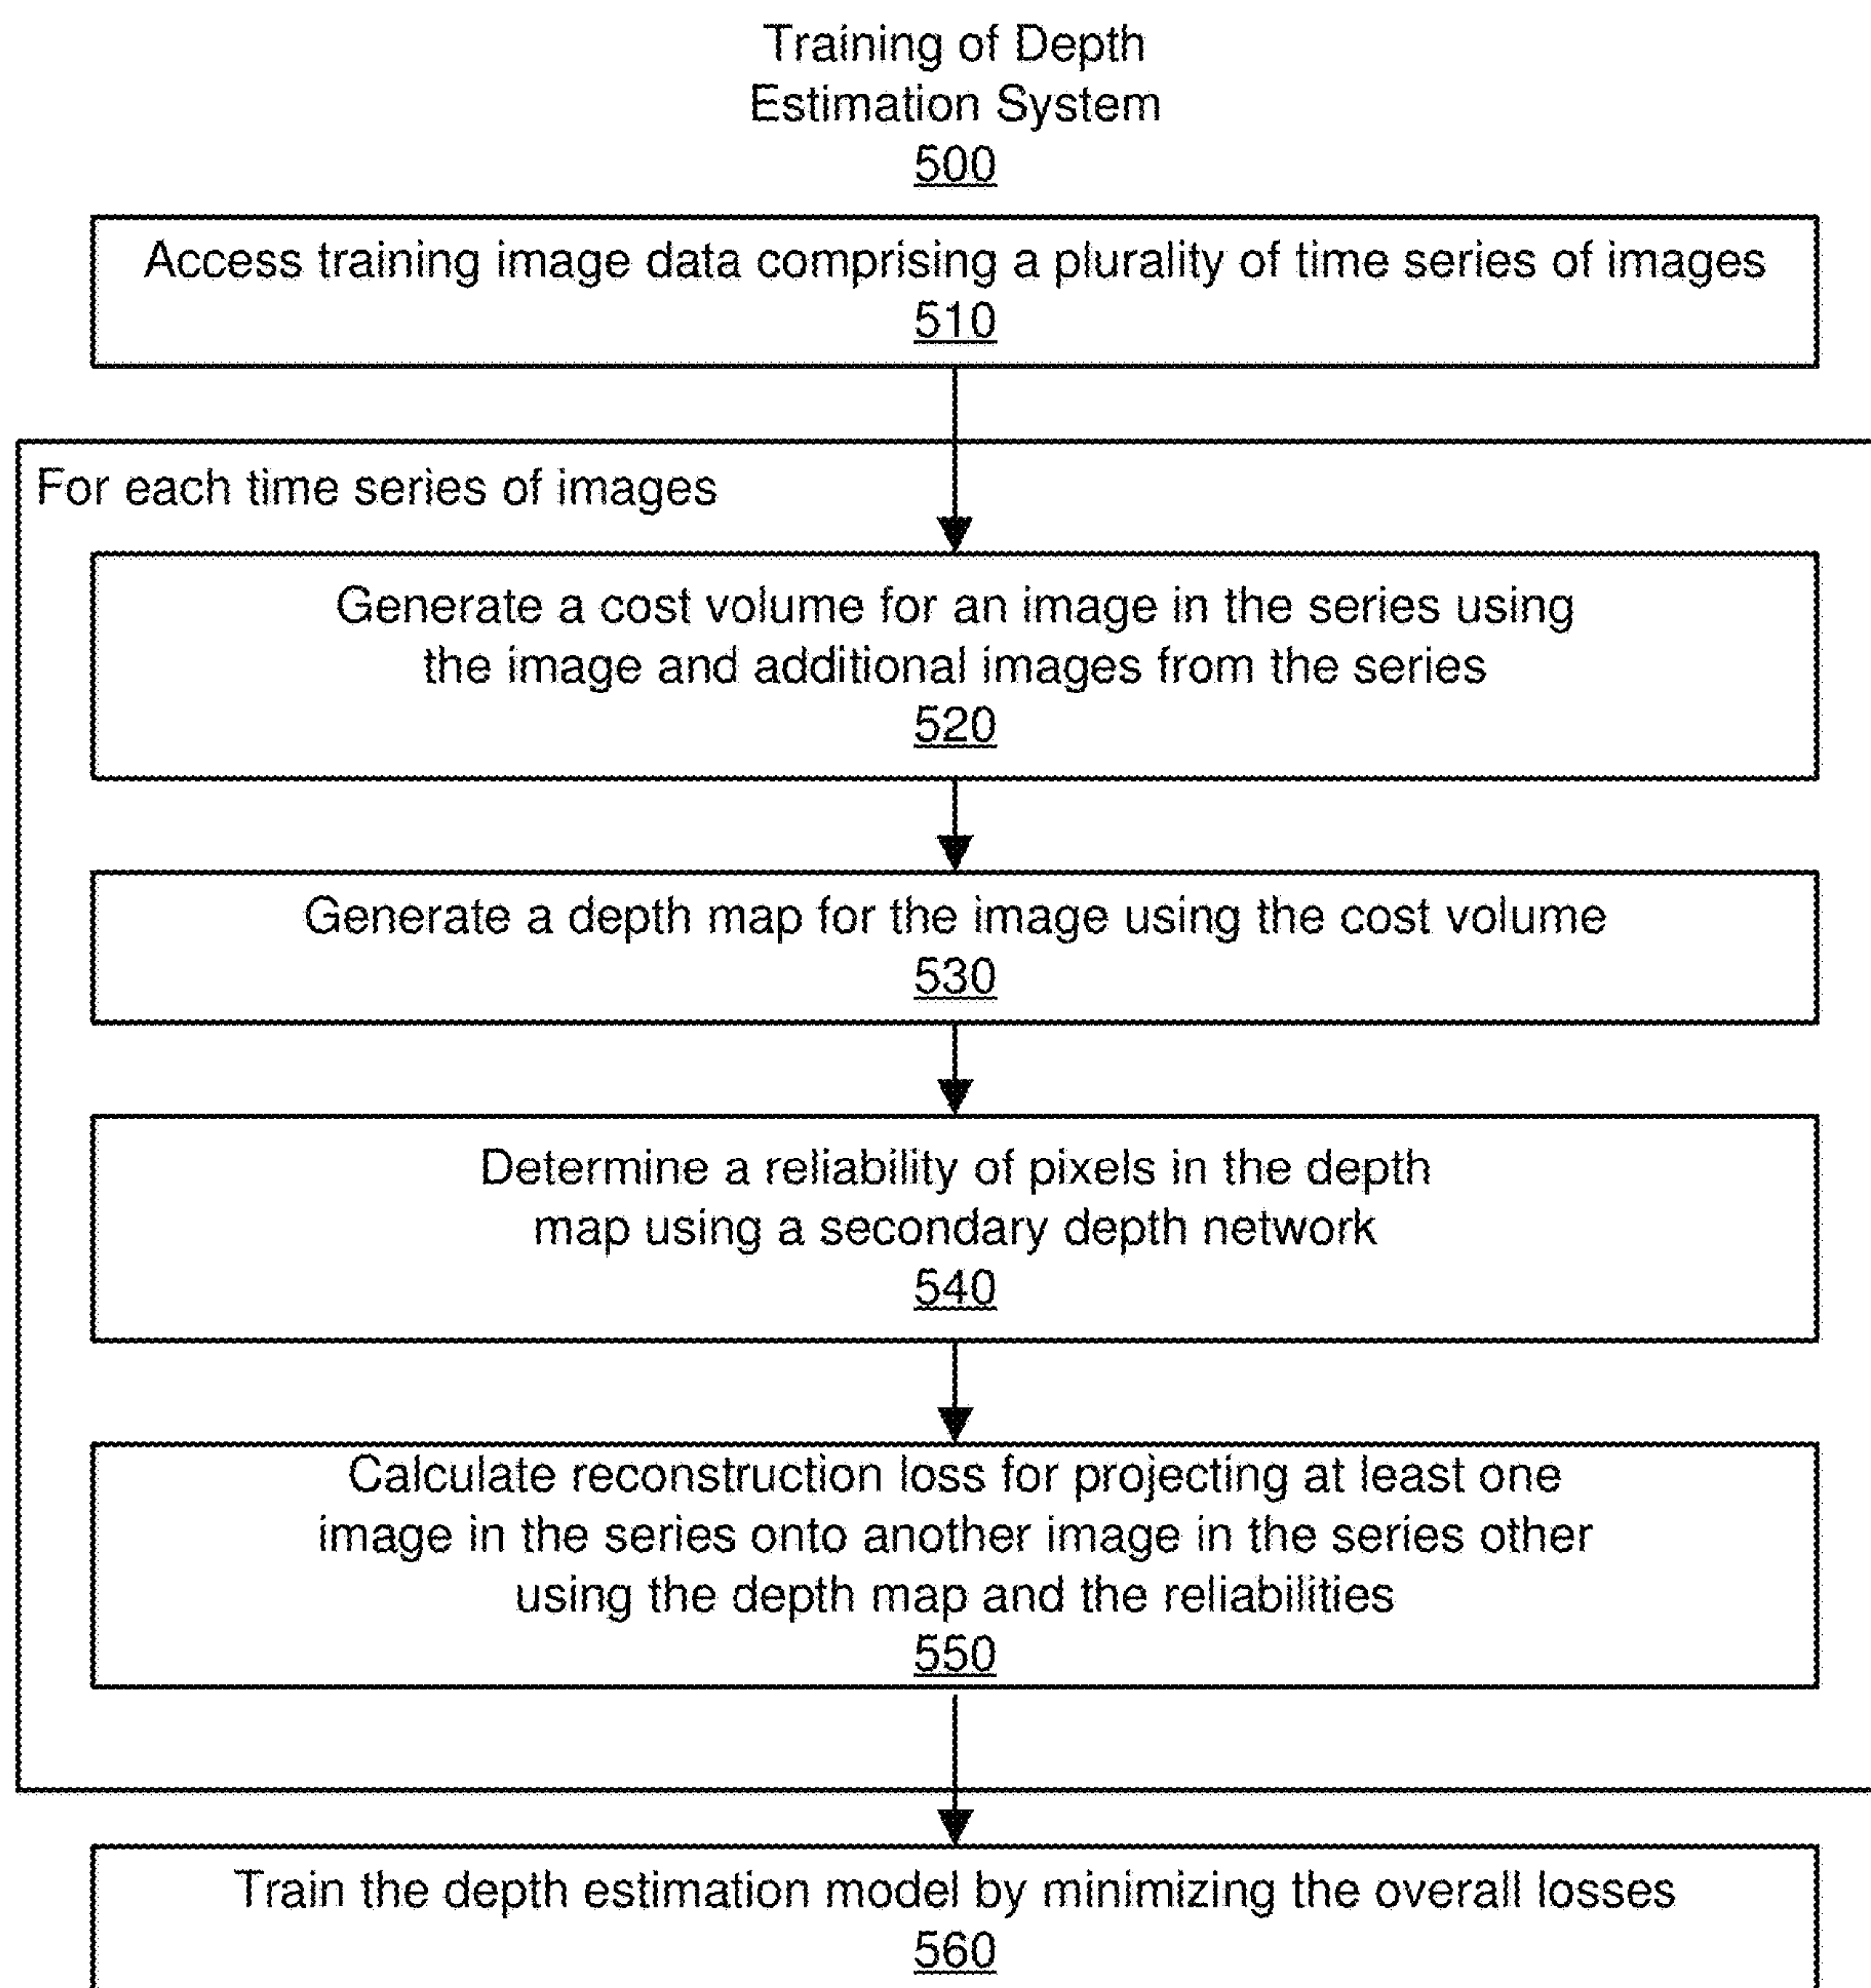 Training of Depth
Estimation System
500
Access training image data comprising a plurality of time series of images
510
For each time series of images
Generate a cost volume for an image in the series using
the image and additional images from the series
520
Generate a depth map for the image using the cost volume
530
Determine a reliability of pixels in the depth
map using a secondary depth network
540
Calculate reconstruction loss for projecting at least one
image in the series onto another image in the series other
using the depth map and the reliabilities
550
Train the depth estimation model by minimizing the overall losses
560